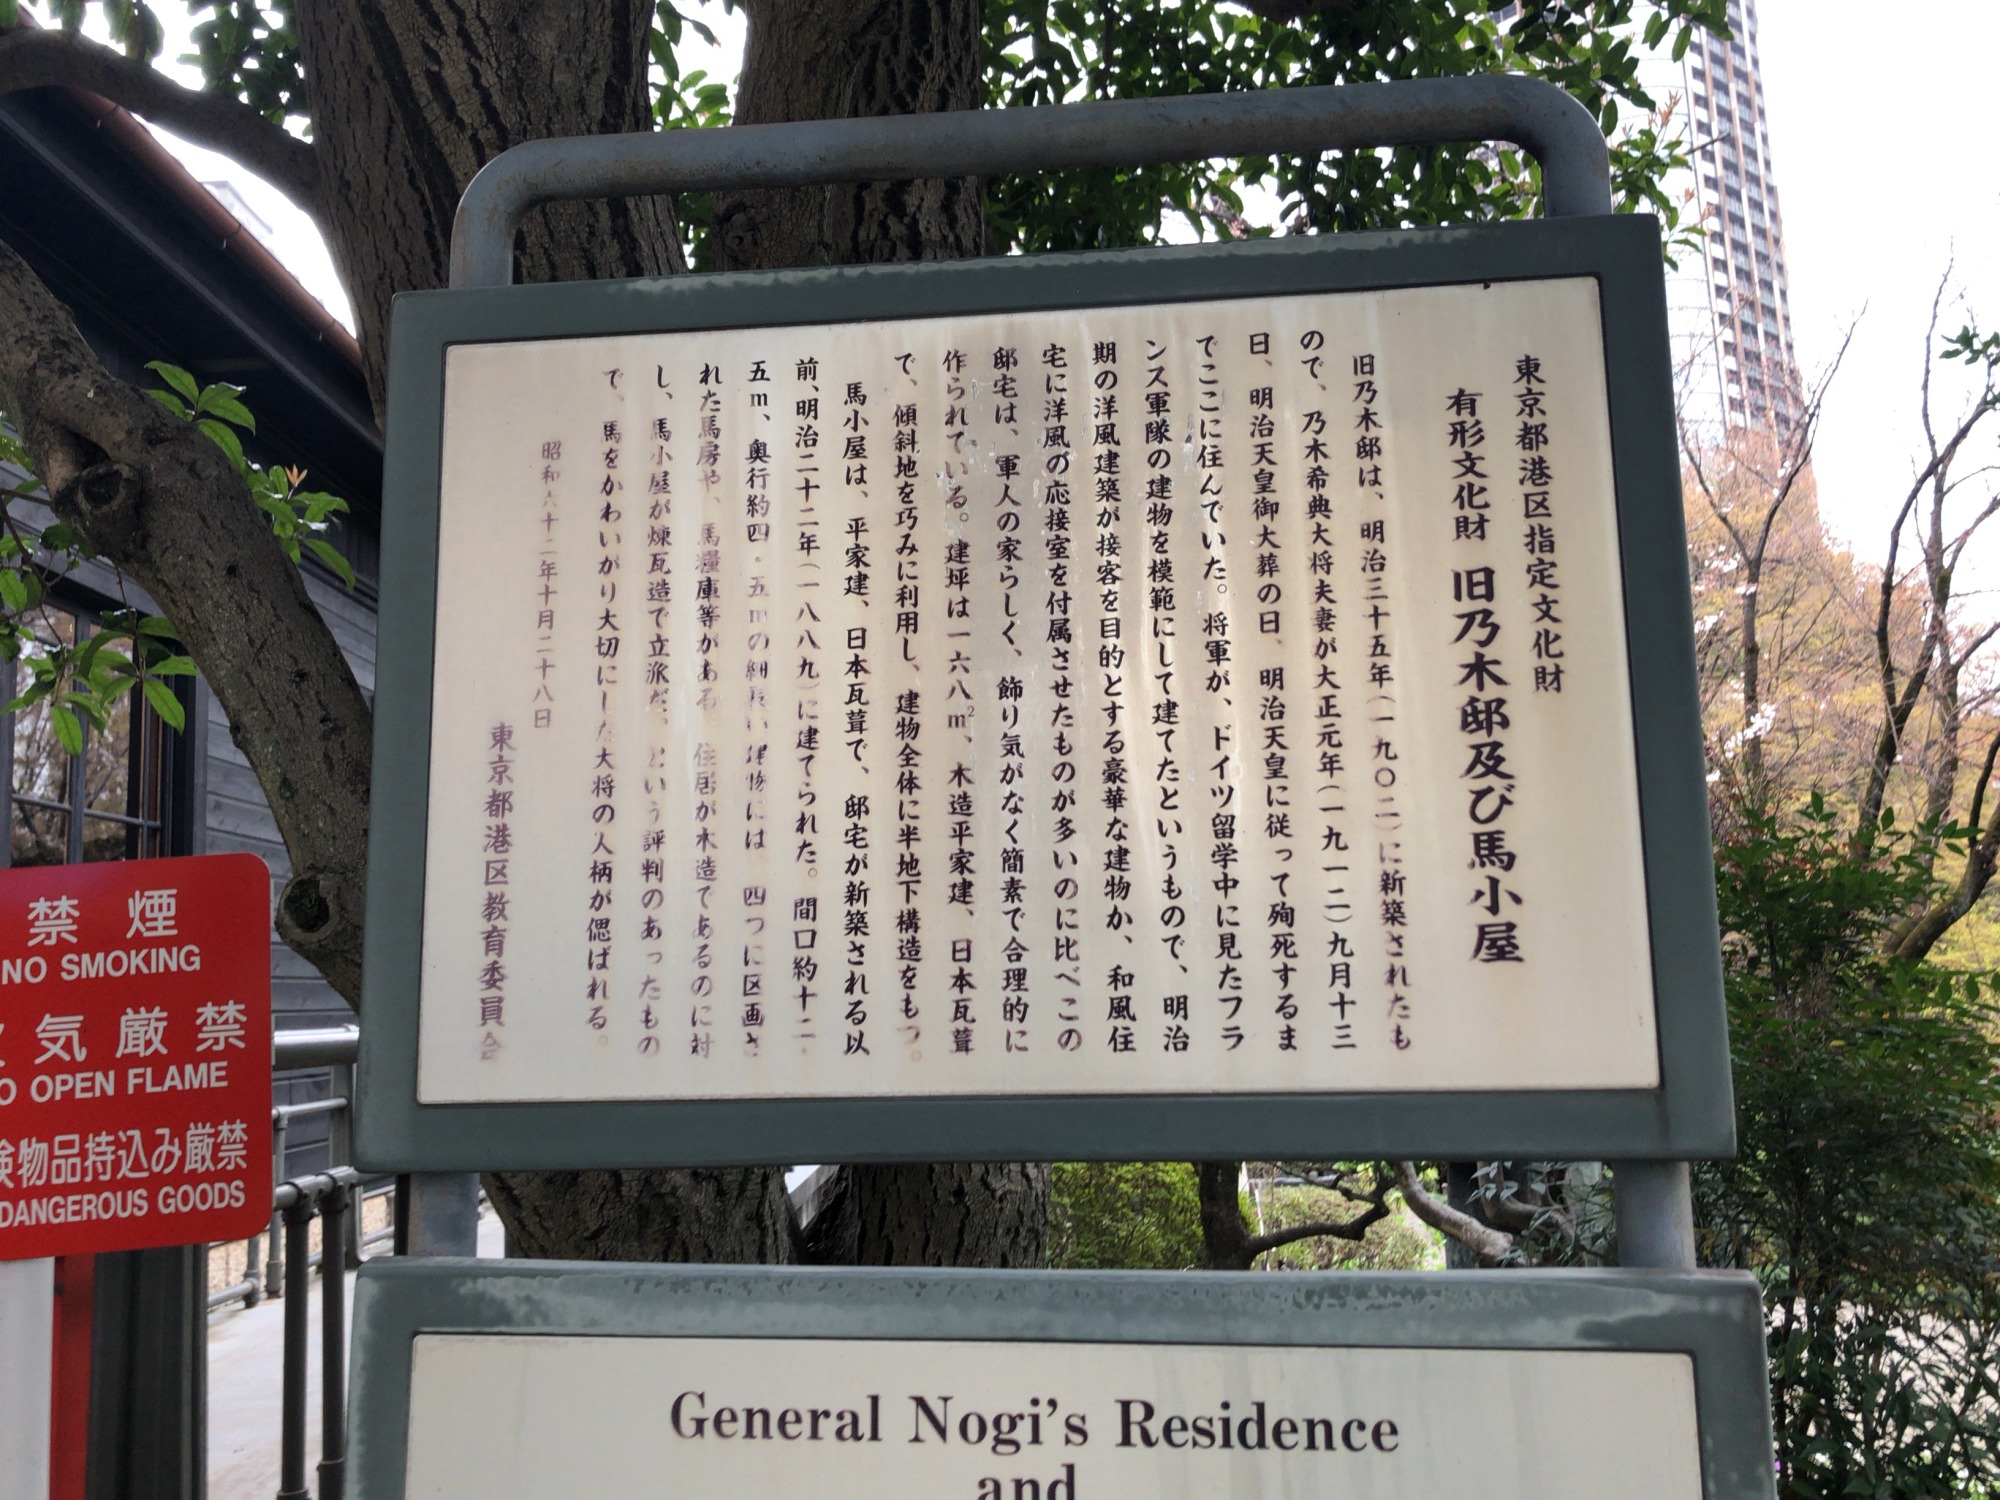 東京都港区指定文化財
有形文化財 旧乃木邸及び馬小屋
旧乃木邸は、明治三十五年(一九〇二)に新築されたも
ので、乃木希典大将夫妻が大正元年(一九一二)九月十三
日、明治天皇御大葬の日、明治天皇に従って殉死するま
でここに住んでいた。将軍が、ドイツ留学中に見たフラ
ンス軍隊の建物を模範にして建てたというもので、明治
期の洋風建築が接客を目的とする豪華な建物か、和風住
宅に洋風の応接室を付属させたものが多いのに比べこの
邸宅は、軍人の家らしく、飾り気がなく簡素で合理的に
作られている。建坪は一六八m²、木造平家建、日本瓦葺
で、傾斜地を巧みに利用し、建物全体に半地下構造をもつ。
馬小屋は、平家建、日本瓦葺で、邸宅が新築される以
前、明治二十二年(一八八九)に建てられた。間口約十二・
五m、奥行約四・五mの細長い建物には、四つに区画さ
れた馬房や、馬糧庫等がある。住居が木造であるのに対
し、馬小屋が煉瓦造で立派だ、という評判のあったもの
で、馬をかわいがり大切にした大将の人柄が偲ばれる。
昭和六十二年十月二十八日
東京都港区教育委員会
General Nogi's Residence
and
禁煙
NO SMOKING
気厳禁
OPEN FLAME
物品持込み厳禁
DANGEROUS GOODS